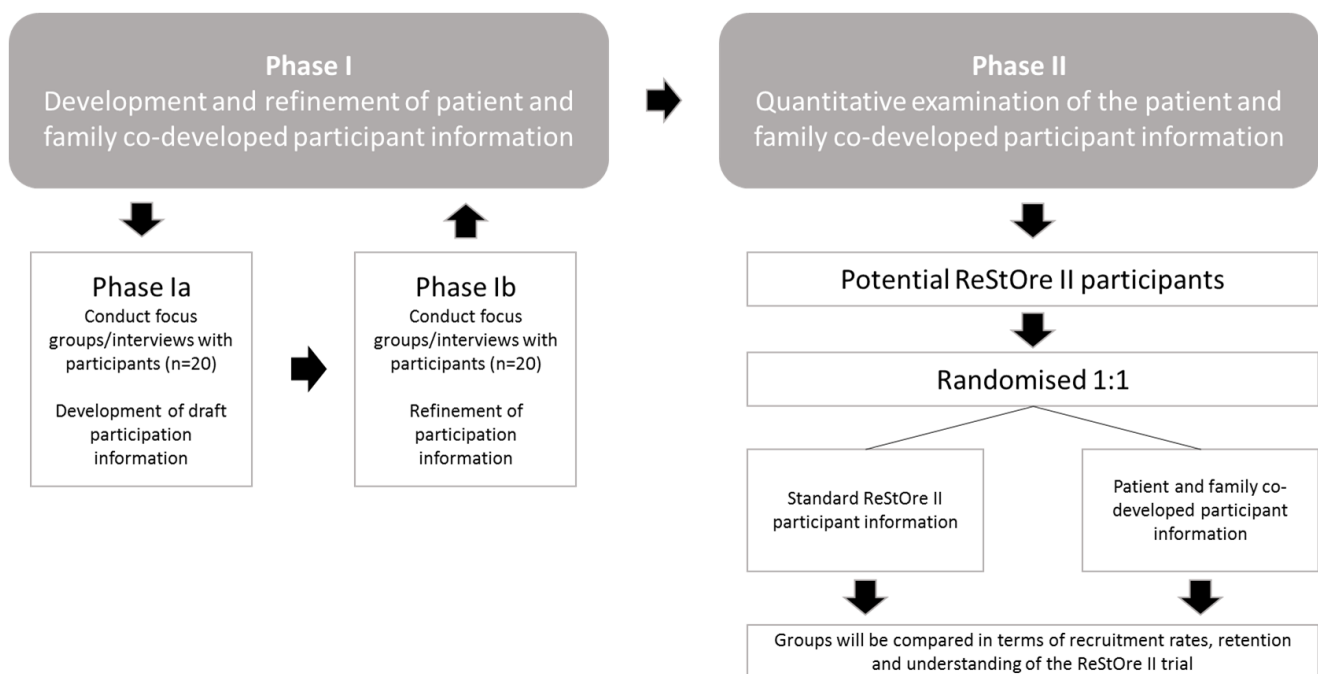 Phase I
Development and refinement of patient and
family co-developed participant information
Phase II
Quantitative examination of the patient and
family co-developed participant information
Phase Ia
Conduct focus
groups/interviews with
participants (n=20)
Development of draft
participation
information
Phase Ib
Conduct focus
groups/interviews with
participants (n=20)
Refinement of
participation
information
Potential ReStOre II participants
Randomised 1:1
Standard ReStOre II
participant information
Patient and family co-
developed participant
information
Groups will be compared in terms of recruitment rates, retention
and understanding of the ReStOre II trial